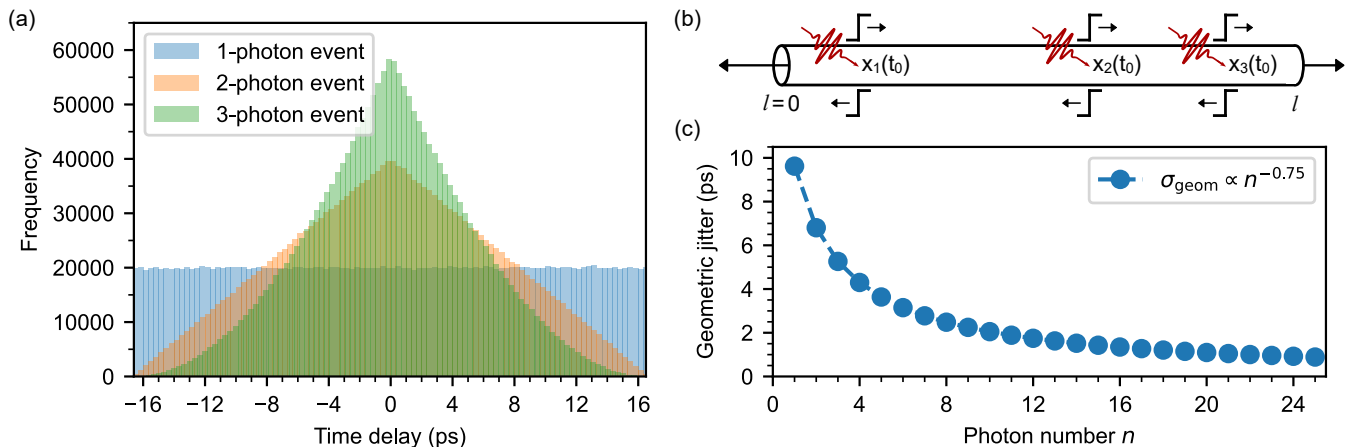 (a)
60000
50000
40000
30000
20000
10000
0
Frequency
1-photon event
2-photon event
3-photon event
−16 −12 −8 −4 0 4 8 12 16
Time delay (ps)
(b)
x₁(t₀) x₂(t₀) x₃(t₀)
l = 0 l
(c)
10
8
6
4
2
0
Geometric jitter (ps)
σgeom ∝ n⁻⁰·⁷⁵
0 4 8 12 16 20 24
Photon number n